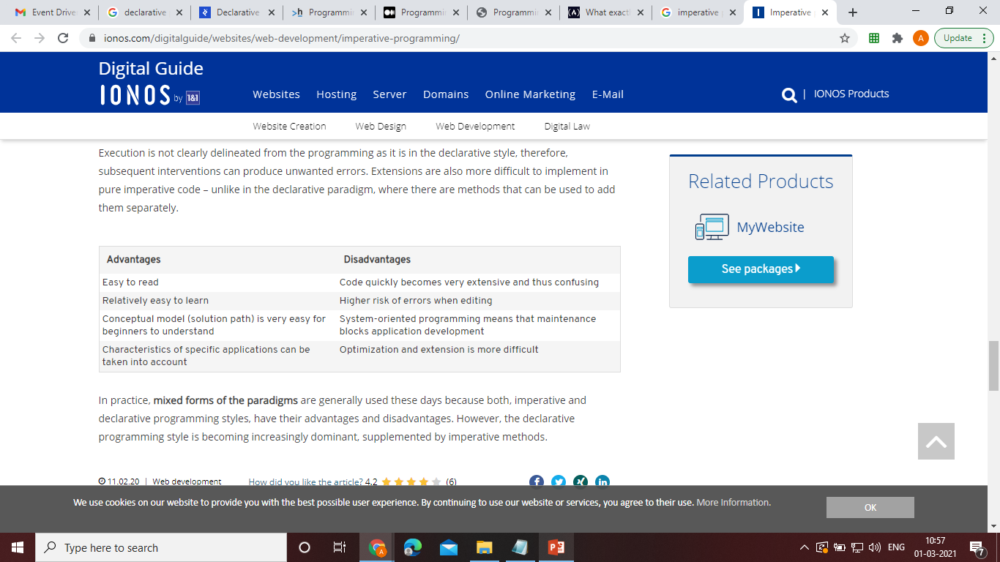 Event Drive
declarative
Declarative
Programmi
Programmi
Programmi
What exact
imperative
Imperative
ionos.com/digitalguide/websites/web-development/imperative-programming/
A
Update
Digital Guide
IONOS by 1&1
Websites Hosting Server Domains Online Marketing E-Mail
IONOS Products
Website Creation Web Design Web Development Digital Law
Execution is not clearly delineated from the programming as it is in the declarative style, therefore,
subsequent interventions can produce unwanted errors. Extensions are also more difficult to implement in
pure imperative code – unlike in the declarative paradigm, where there are methods that can be used to add
them separately.
Related Products
MyWebsite
See packages
Advantages Disadvantages
Easy to read Code quickly becomes very extensive and thus confusing
Relatively easy to learn Higher risk of errors when editing
Conceptual model (solution path) is very easy for System-oriented programming means that maintenance
beginners to understand blocks application development
Characteristics of specific applications can be Optimization and extension is more difficult
taken into account
In practice, mixed forms of the paradigms are generally used these days because both, imperative and
declarative programming styles, have their advantages and disadvantages. However, the declarative
programming style is becoming increasingly dominant, supplemented by imperative methods.
11.02.20 | Web development How did you like the article? 4.2 (6)
We use cookies on our website to provide you with the best possible user experience. By continuing to use our website or services, you agree to their use. More Information.
OK
Type here to search
ENG
10:57
01-03-2021
7